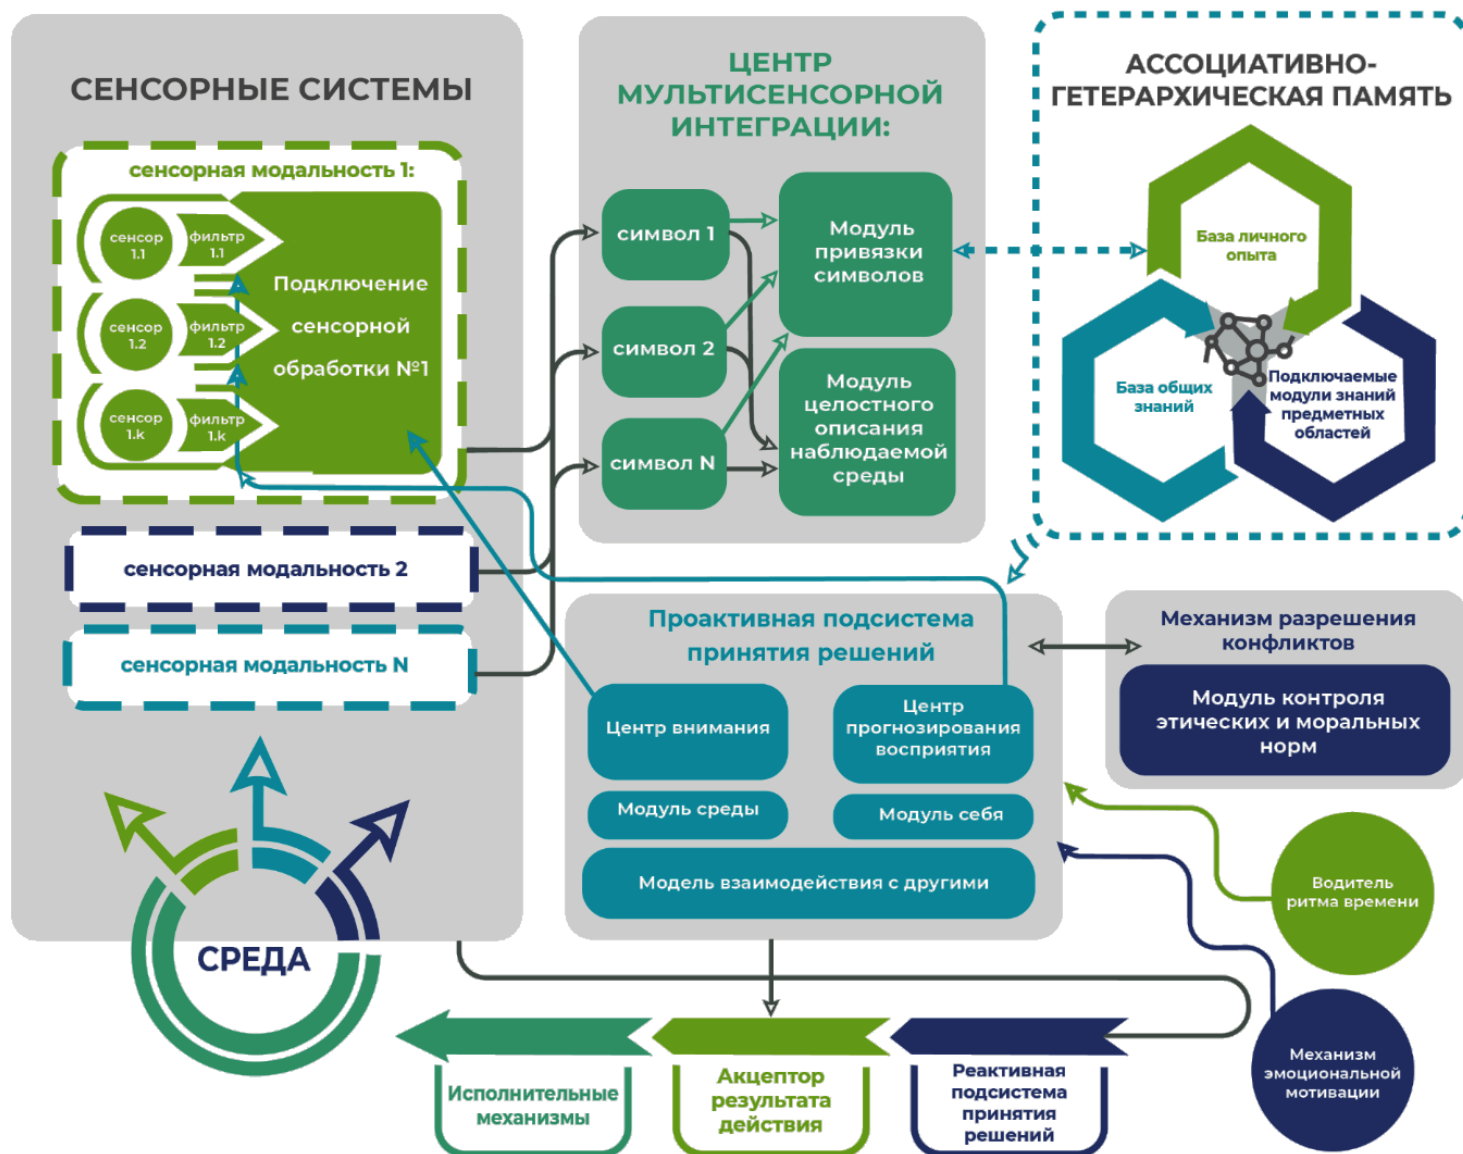 СЕНСОРНЫЕ СИСТЕМЫ
сенсорная модальность 1:
сенсор
1.1
фильтр
1.1
сенсор
1.2
фильтр
1.2
сенсор
1.k
фильтр
1.k
Подключение
сенсорной
обработки №1
сенсорная модальность 2
сенсорная модальность N
СРЕДА
ЦЕНТР
МУЛЬТИСЕНСОРНОЙ
ИНТЕГРАЦИИ:
символ 1
символ 2
символ N
Модуль
привязки
символов
Модуль
целостного
описания
наблюдаемой
среды
АССОЦИАТИВНО-
ГЕТЕРАРХИЧЕСКАЯ ПАМЯТЬ
База личного
опыта
База общих
знаний
Подключаемые
модули знаний
предметных
областей
Проактивная подсистема
принятия решений
Центр внимания
Центр
прогнозирования
восприятия
Модуль среды
Модуль себя
Модель взаимодействия с другими
Механизм разрешения
конфликтов
Модуль контроля
этических и моральных
норм
Водитель
ритма времени
Механизм
эмоциональной
мотивации
Исполнительные
механизмы
Акцептор
результата
действия
Реактивная
подсистема
принятия
решений